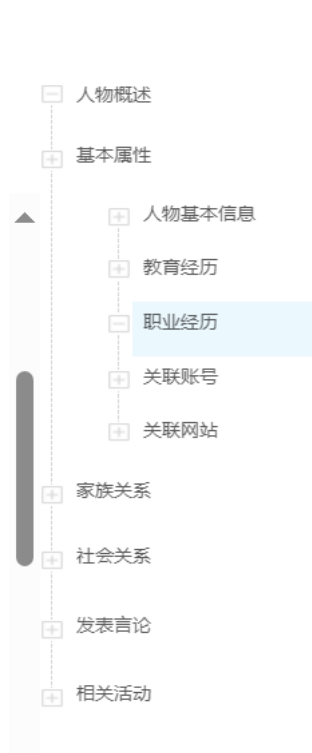 人物概述
基本属性
人物基本信息
教育经历
职业经历
关联账号
关联网站
家族关系
社会关系
发表言论
相关活动